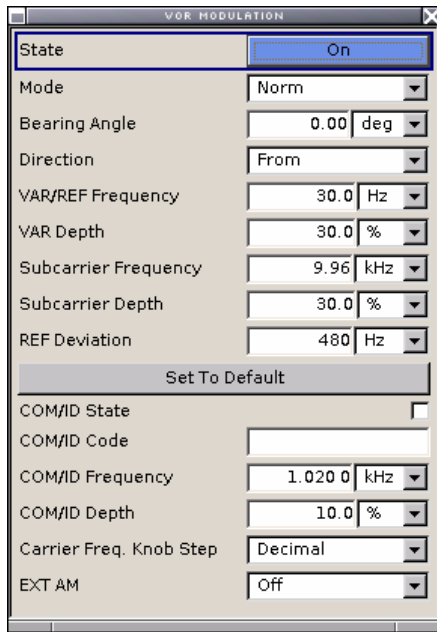 VOR MODULATION
State On
Mode Norm
Bearing Angle 0.00 deg
Direction From
VAR/REF Frequency 30.0 Hz
VAR Depth 30.0 %
Subcarrier Frequency 9.96 kHz
Subcarrier Depth 30.0 %
REF Deviation 480 Hz
Set To Default
COM/ID State
COM/ID Code
COM/ID Frequency 1.020 0 kHz
COM/ID Depth 10.0 %
Carrier Freq. Knob Step Decimal
EXT AM Off